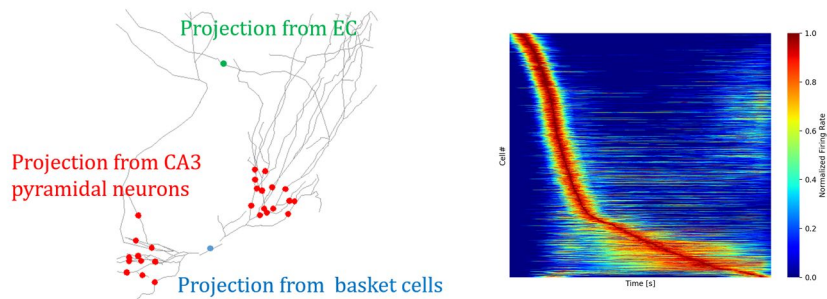 Projection from EC
Projection from CA3
pyramidal neurons
Projection from basket cells
Cell#
Time [s]
1.0
0.8
0.6
0.4
0.2
0.0
Normalized Firing Rate